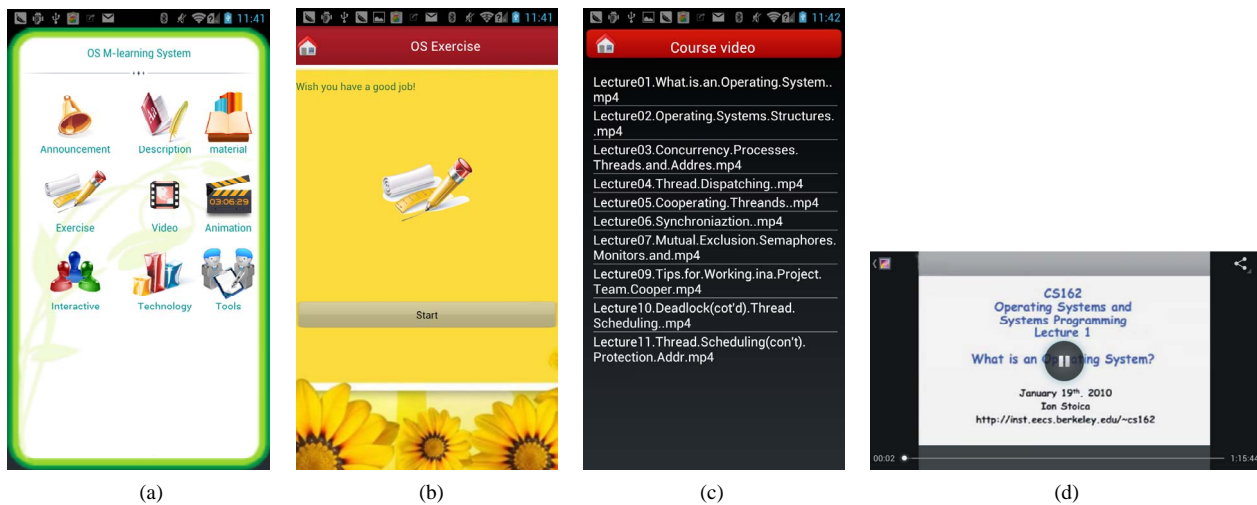 11:41
OS M-learning System
Announcement
Description
material
03:06:29
Exercise
Video
Animation
Interactive
Technology
Tools
(a)
11:41
OS Exercise
Wish you have a good job!
Start
(b)
11:42
Course video
Lecture01.What.is.an.Operating.System..
mp4
Lecture02.Operating.Systems.Structures.
.mp4
Lecture03.Concurrency.Processes.
Threads.and.Addres.mp4
Lecture04.Thread.Dispatching..mp4
Lecture05.Cooperating.Threands..mp4
Lecture06.Synchroniaztion..mp4
Lecture07.Mutual.Exclusion.Semaphores.
Monitors.and.mp4
Lecture09.Tips.for.Working.ina.Project.
Team.Cooper.mp4
Lecture10.Deadlock(cot'd).Thread.
Scheduling..mp4
Lecture11.Thread.Scheduling(con't).
Protection.Addr.mp4
(c)
CS162
Operating Systems and
Systems Programming
Lecture 1
What is an Operating System?
January 19th, 2010
Ion Stoica
http://inst.eecs.berkeley.edu/~cs162
00:02
1:15:44
(d)